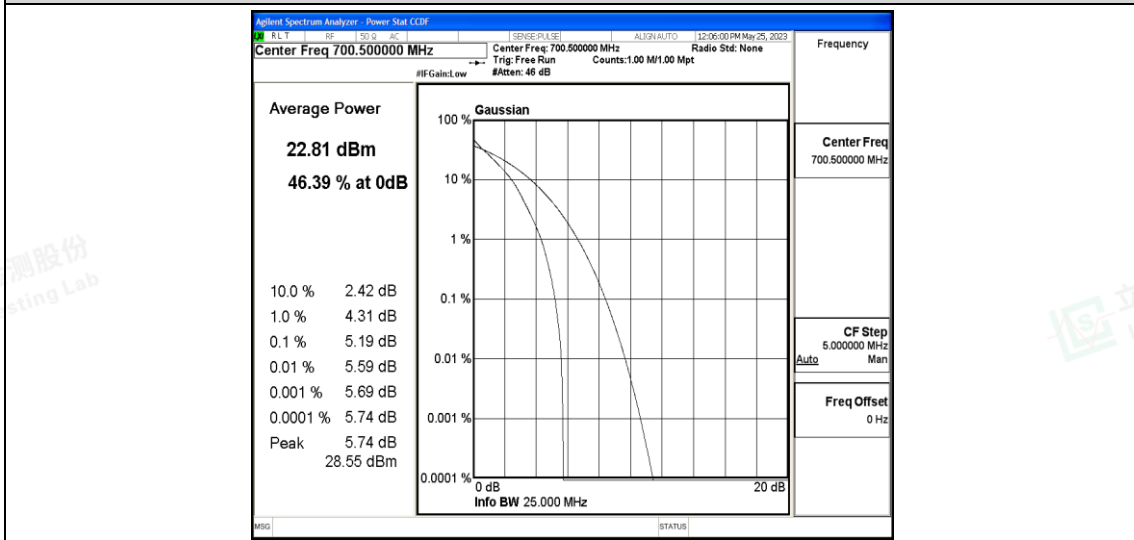 Agilent Spectrum Analyzer - Power Stat CCDF
LXI RLT RF 50 Ω AC SENSE:PULSE ALIGN AUTO 12:06:00 PM May 25, 2023
Center Freq 700.500000 MHz
Center Freq: 700.500000 MHz Radio Std: None
Trig: Free Run Counts:1.00 M/1.00 Mpt
#IFGain:Low #Atten: 46 dB
Frequency
Average Power
22.81 dBm
46.39 % at 0dB
10.0 % 2.42 dB
1.0 % 4.31 dB
0.1 % 5.19 dB
0.01 % 5.59 dB
0.001 % 5.69 dB
0.0001 % 5.74 dB
Peak 5.74 dB
28.55 dBm
Gaussian
100 %
10 %
1 %
0.1 %
0.01 %
0.001 %
0.0001 %
0 dB 20 dB
Info BW 25.000 MHz
Center Freq
700.500000 MHz
CF Step
5.000000 MHz
Auto Man
Freq Offset
0 Hz
MSG STATUS
测股份
sting Lab